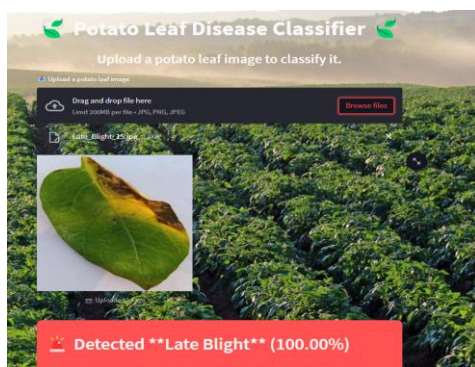 Potato Leaf Disease Classifier
Upload a potato leaf image to classify it.
Upload a potato leaf image
Drag and drop file here
Limit 200MB per file • JPG, PNG, JPEG
Browse files
Late_Blight_15.jpg
Detected **Late Blight** (100.00%)